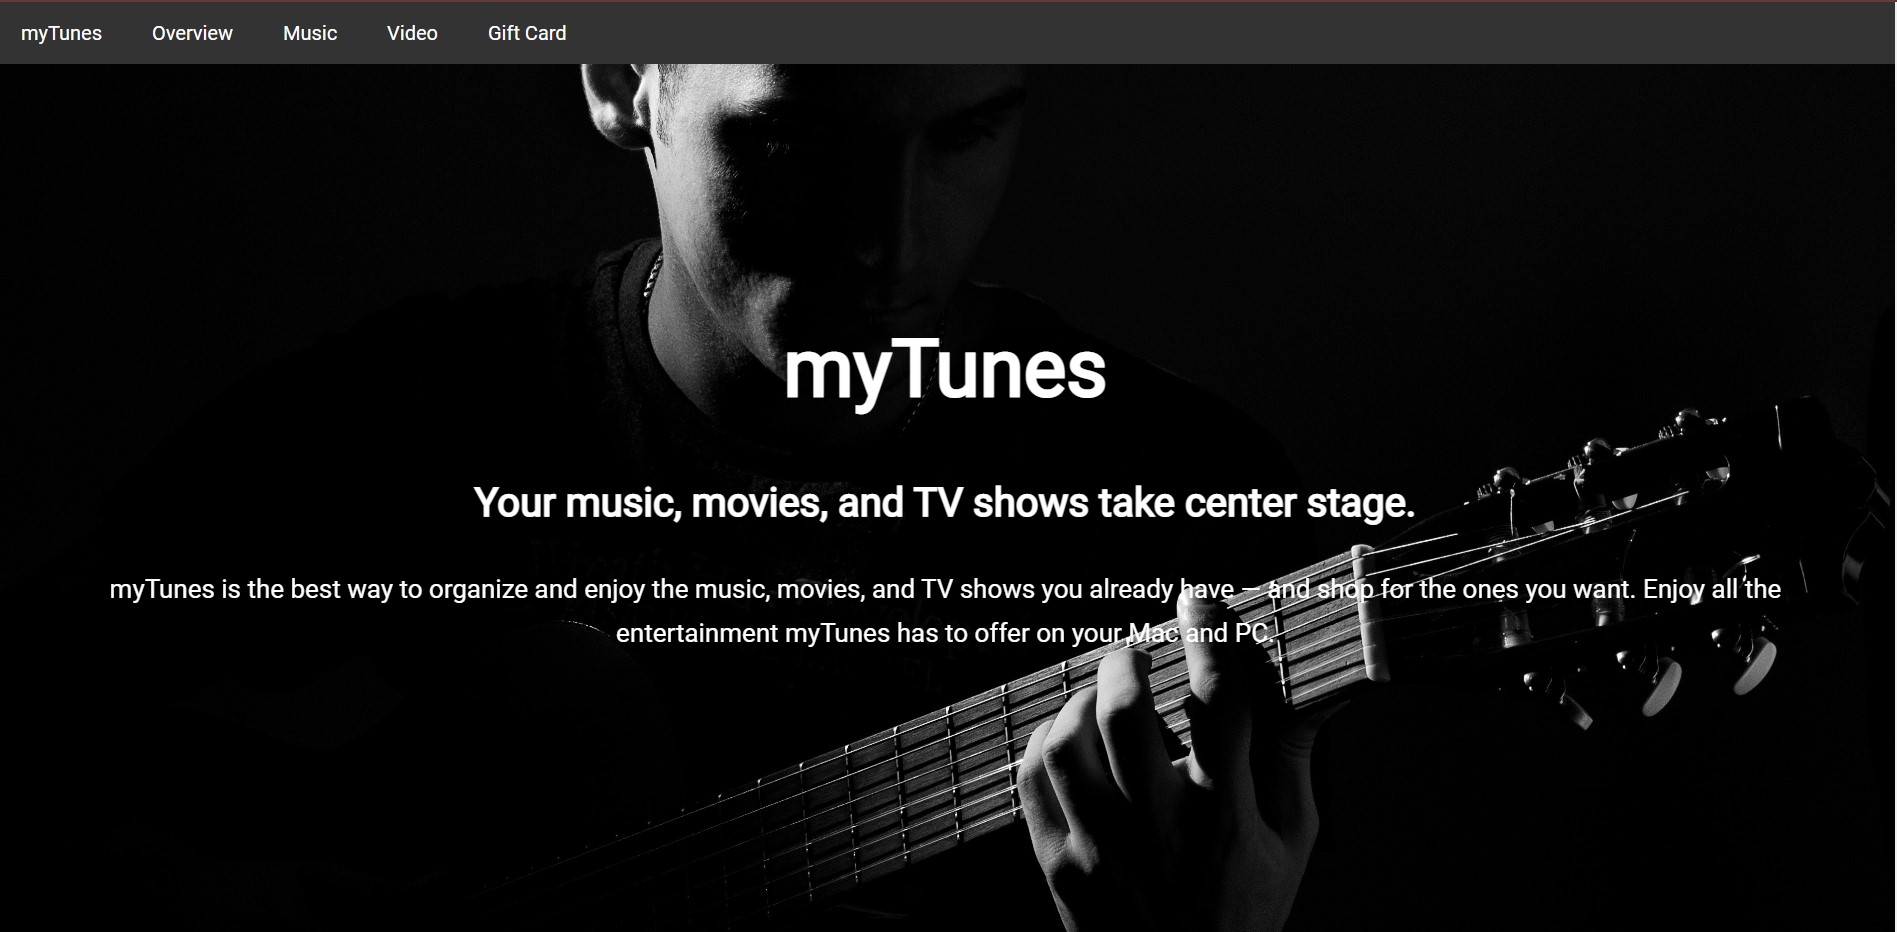 myTunes Overview Music Video Gift Card
myTunes
Your music, movies, and TV shows take center stage.
myTunes is the best way to organize and enjoy the music, movies, and TV shows you already have — and shop for the ones you want. Enjoy all the
entertainment myTunes has to offer on your Mac and PC.